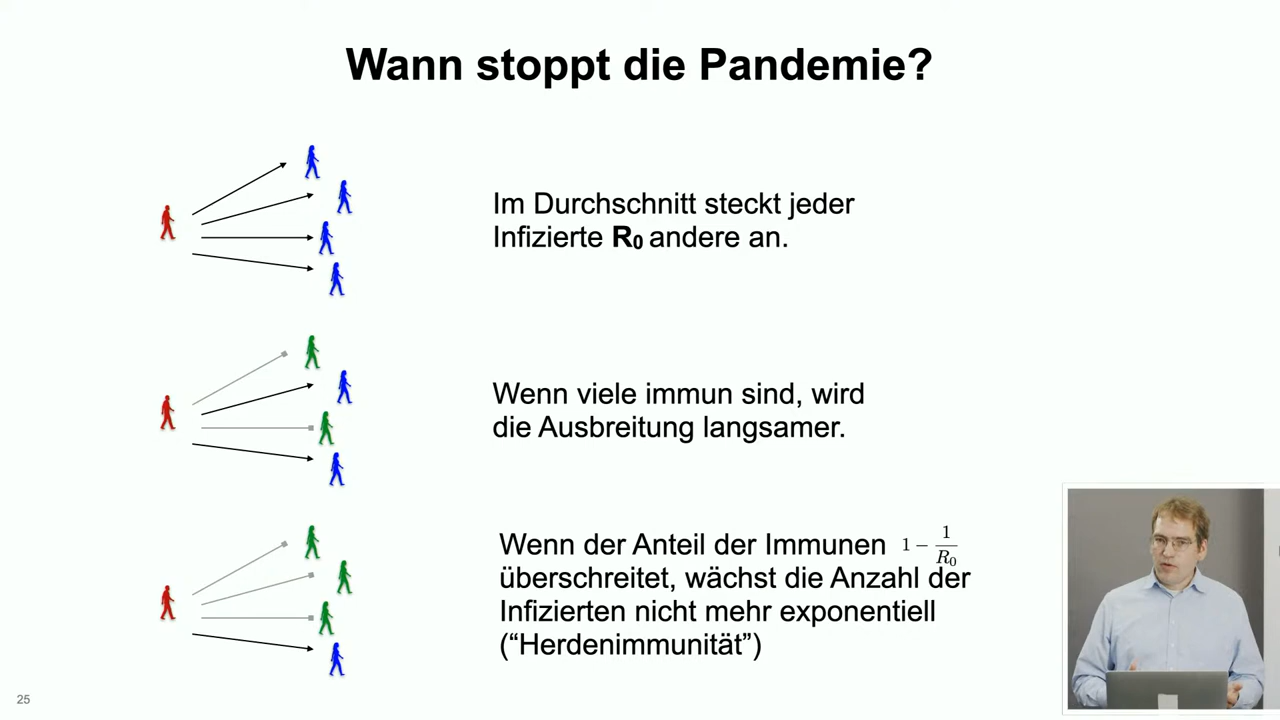 Wann stoppt die Pandemie?
Im Durchschnitt steckt jeder
Infizierte R₀ andere an.
Wenn viele immun sind, wird
die Ausbreitung langsamer.
Wenn der Anteil der Immunen 1 − 1/R₀
überschreitet, wächst die Anzahl der
Infizierten nicht mehr exponentiell
(“Herdenimmunität”)
25